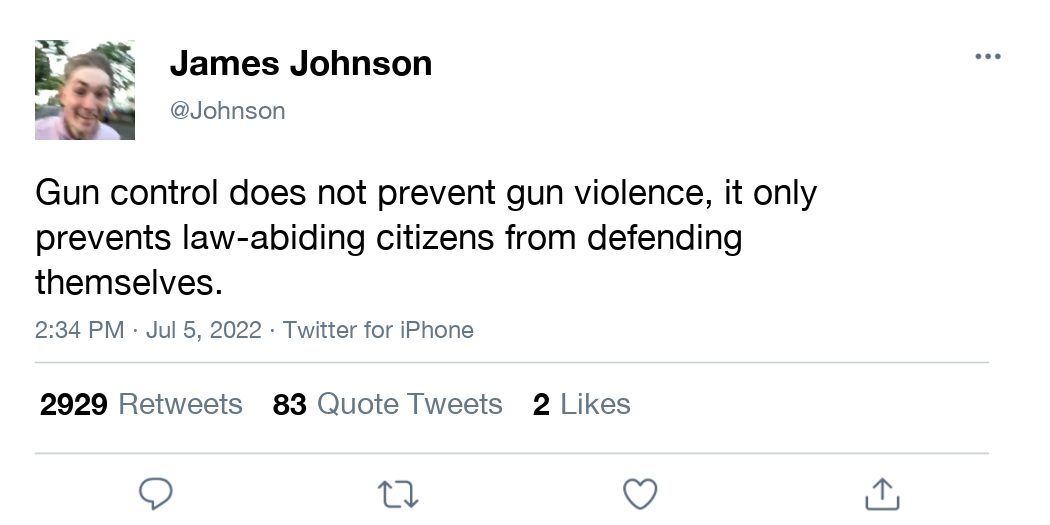 James Johnson
@Johnson
Gun control does not prevent gun violence, it only
prevents law-abiding citizens from defending
themselves.
2:34 PM · Jul 5, 2022 · Twitter for iPhone
2929 Retweets 83 Quote Tweets 2 Likes